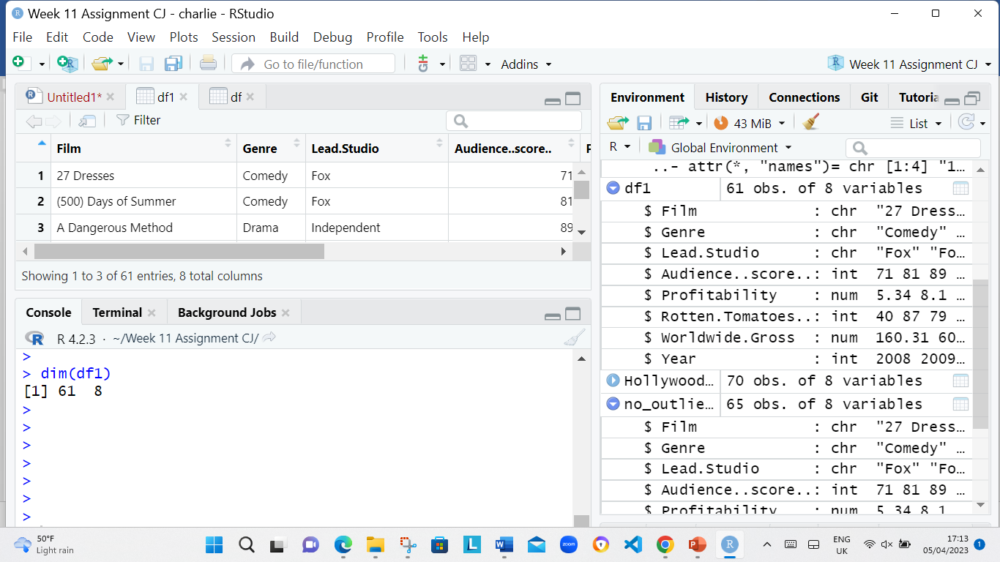 Week 11 Assignment CJ - charlie - RStudio
File Edit Code View Plots Session Build Debug Profile Tools Help
Go to file/function Addins Week 11 Assignment CJ
Untitled1* df1 df
Filter
Film Genre Lead.Studio Audience..score..
1 27 Dresses Comedy Fox 71
2 (500) Days of Summer Comedy Fox 81
3 A Dangerous Method Drama Independent 89
Showing 1 to 3 of 61 entries, 8 total columns
Console Terminal Background Jobs
R 4.2.3 · ~/Week 11 Assignment CJ/
>
> dim(df1)
[1] 61 8
>
>
>
>
>
>
>
Environment History Connections Git Tutoria
43 MiB List
R Global Environment
..- attr(*, "names")= chr [1:4] "1...
df1 61 obs. of 8 variables
$ Film : chr "27 Dress...
$ Genre : chr "Comedy" ...
$ Lead.Studio : chr "Fox" "Fo...
$ Audience..score..: int 71 81 89 ...
$ Profitability : num 5.34 8.1 ...
$ Rotten.Tomatoes..: int 40 87 79 ...
$ Worldwide.Gross : num 160.31 60...
$ Year : int 2008 2009...
Hollywood... 70 obs. of 8 variables
no_outlie... 65 obs. of 8 variables
$ Film : chr "27 Dress...
$ Genre : chr "Comedy" ...
$ Lead.Studio : chr "Fox" "Fo...
$ Audience..score..: int 71 81 89 ...
$ Profitability : num 5.34 8.1
50°F
Light rain
zoom
ENG
UK
17:13
05/04/2023
1